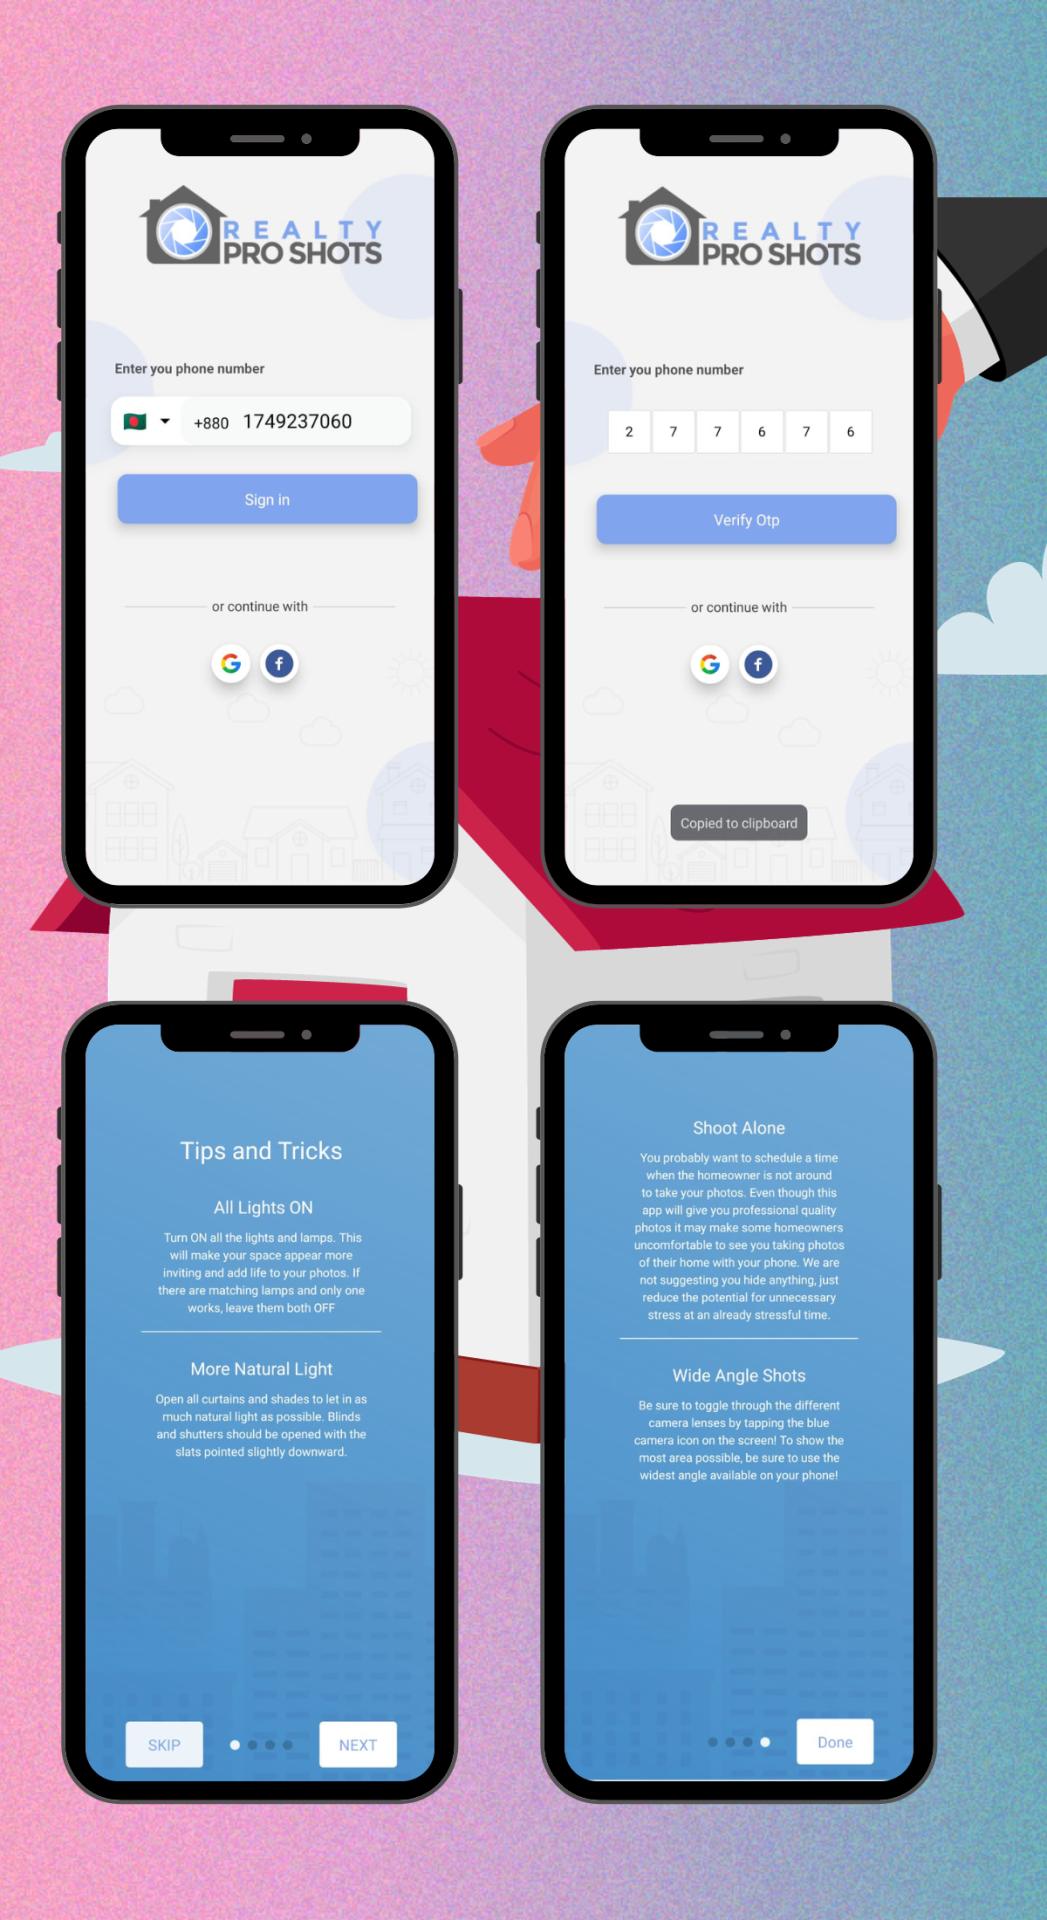 REALTY
PRO SHOTS
Enter you phone number
+880 1749237060
Sign in
or continue with
G f
REALTY
PRO SHOTS
Enter you phone number
2 7 7 6 7 6
Verify Otp
or continue with
G f
Copied to clipboard
Tips and Tricks
All Lights ON
Turn ON all the lights and lamps. This
will make your space appear more
inviting and add life to your photos. If
there are matching lamps and only one
works, leave them both OFF
More Natural Light
Open all curtains and shades to let in as
much natural light as possible. Blinds
and shutters should be opened with the
slats pointed slightly downward.
SKIP
NEXT
Shoot Alone
You probably want to schedule a time
when the homeowner is not around
to take your photos. Even though this
app will give you professional quality
photos it may make some homeowners
uncomfortable to see you taking photos
of their home with your phone. We are
not suggesting you hide anything, just
reduce the potential for unnecessary
stress at an already stressful time.
Wide Angle Shots
Be sure to toggle through the different
camera lenses by tapping the blue
camera icon on the screen! To show the
most area possible, be sure to use the
widest angle available on your phone!
Done